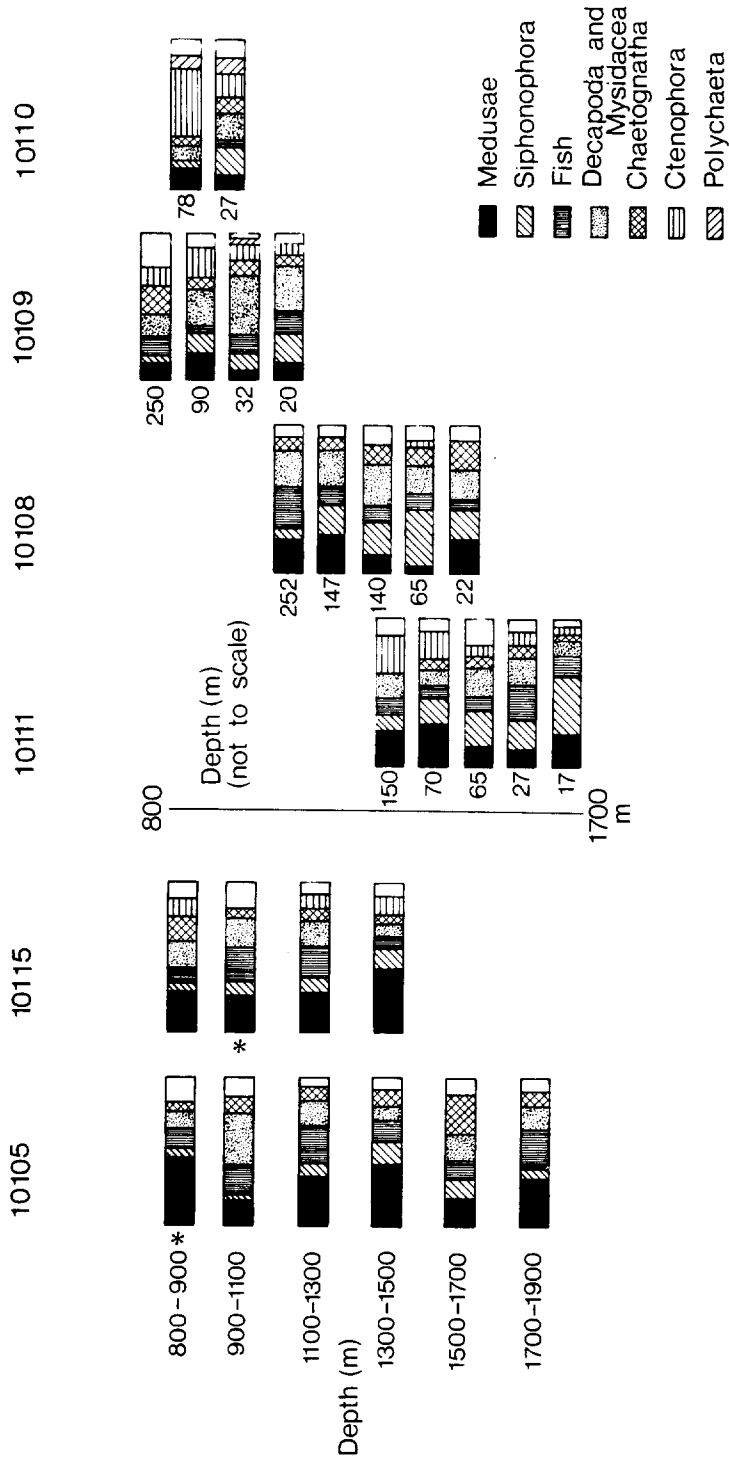 10105
10115
10111
10108
10109
10110
Depth (m)
800-900*
900-1100
1100-1300
1300-1500
1500-1700
1700-1900
*
800
Depth (m)
(not to scale)
1700
m
150
70
65
27
17
252
147
140
65
22
250
90
32
20
78
27
Medusae
Siphonophora
Fish
Decapoda and
Mysidacea
Chaetognatha
Ctenophora
Polychaeta